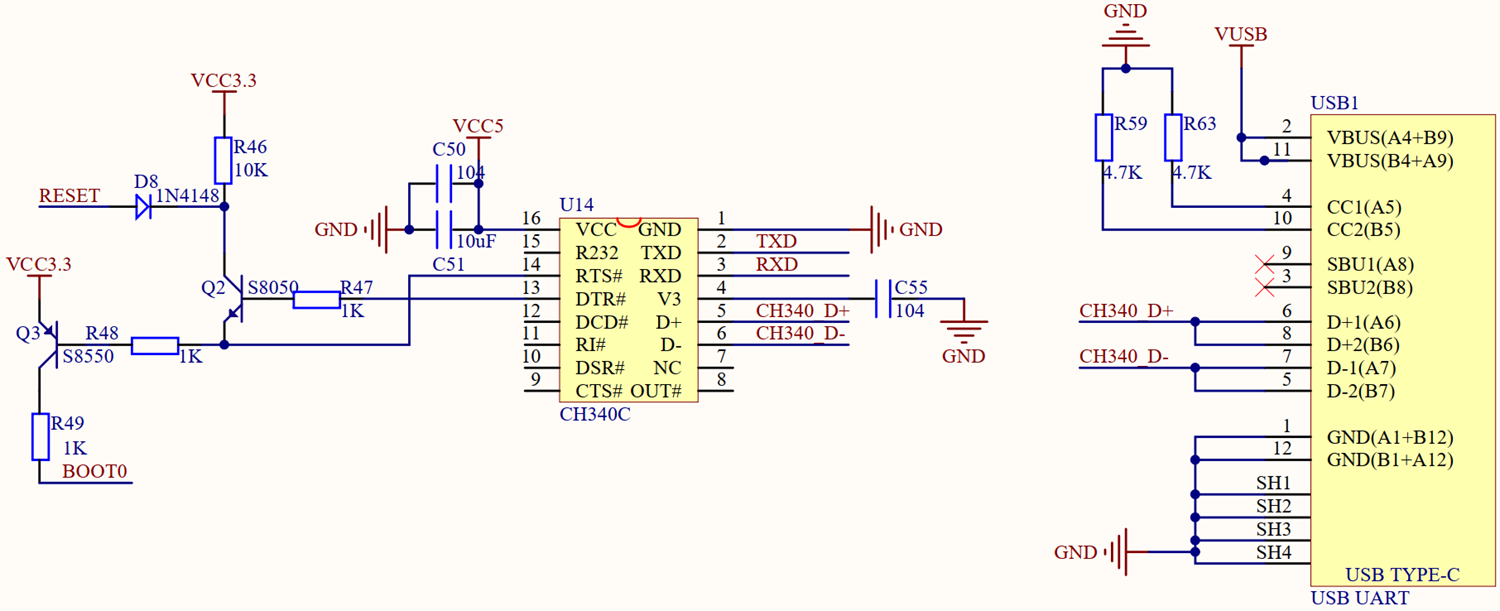 VCC3.3
R46
10K
RESET
D8
1N4148
VCC3.3
Q2
S8050
R47
1K
Q3
R48
S8550
1K
R49
1K
BOOT0
VCC5
C50
104
GND
10uF
C51
U14
16 VCC GND 1
15 R232 TXD 2 TXD
14 RTS# RXD 3 RXD
13 DTR# V3 4
12 DCD# D+ 5 CH340_D+
11 RI# D- 6 CH340_D-
10 DSR# NC 7
9 CTS# OUT# 8
CH340C
GND
C55
104
GND
GND
VUSB
R59
4.7K
R63
4.7K
USB1
2 VBUS(A4+B9)
11 VBUS(B4+A9)
4 CC1(A5)
10 CC2(B5)
9 SBU1(A8)
3 SBU2(B8)
CH340_D+
6 D+1(A6)
8 D+2(B6)
CH340_D-
7 D-1(A7)
5 D-2(B7)
1 GND(A1+B12)
12 GND(B1+A12)
SH1
SH2
SH3
SH4
GND
USB TYPE-C
USB UART